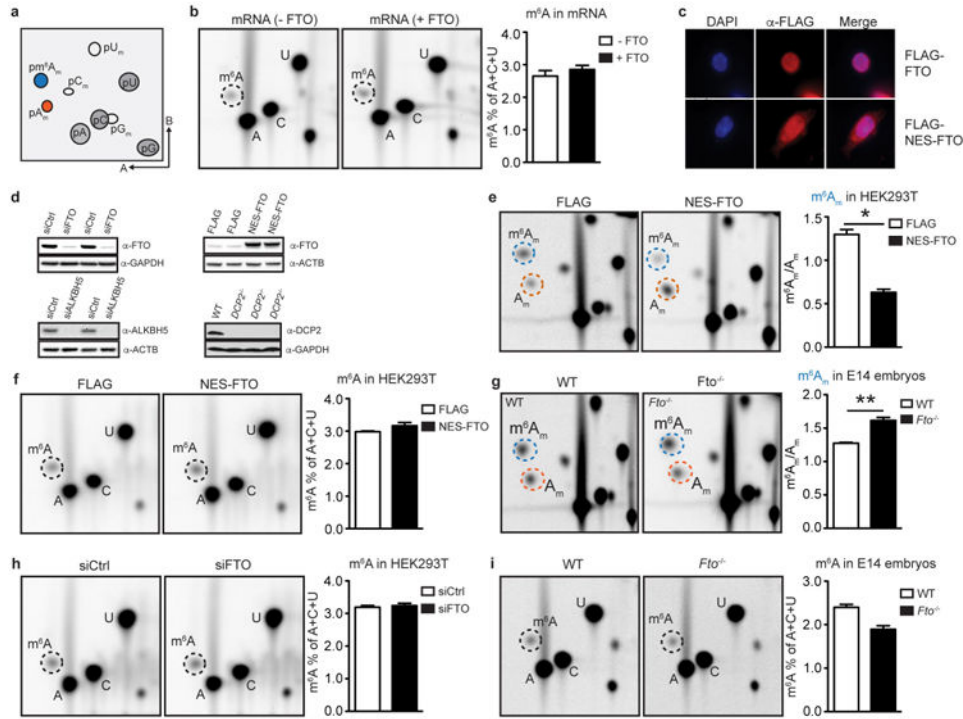 a
pUm
pm⁶Am
pCm
pU
pAm
pC
pGm
pA
pG
B
A
b
mRNA (- FTO)
mRNA (+ FTO)
U
U
m⁶A
m⁶A
A
C
A
C
m⁶A in mRNA
m⁶A % of A+C+U
4.0
3.0
2.0
1.0
0.0
- FTO
+ FTO
c
DAPI
α-FLAG
Merge
FLAG-
FTO
FLAG-
NES-FTO
d
siCtrl
siFTO
siCtrl
siFTO
α-FTO
α-GAPDH
FLAG
FLAG
NES-FTO
NES-FTO
α-FTO
α-ACTB
siCtrl
siALKBH5
siCtrl
siALKBH5
α-ALKBH5
α-ACTB
WT
DCP2-/-
DCP2-/-
DCP2-/-
α-DCP2
α-GAPDH
e
FLAG
NES-FTO
m⁶Am
m⁶Am
Am
Am
m⁶Am in HEK293T
m⁶Am/Am
1.5
1.0
0.5
0.0
*
FLAG
NES-FTO
f
FLAG
NES-FTO
U
U
m⁶A
m⁶A
A
C
A
C
m⁶A in HEK293T
m⁶A % of A+C+U
4.0
3.0
2.0
1.0
0.0
FLAG
NES-FTO
g
WT
Fto-/-
WT
Fto-/-
m⁶Am
m⁶Am
Am
Am
m⁶Am in E14 embryos
m⁶Am/Am
2.0
1.5
1.0
0.5
0.0
**
WT
Fto-/-
h
siCtrl
siFTO
U
U
m⁶A
m⁶A
A
C
A
C
m⁶A in HEK293T
m⁶A % of A+C+U
4.0
3.0
2.0
1.0
0.0
siCtrl
siFTO
i
WT
Fto-/-
U
U
m⁶A
m⁶A
A
C
A
C
m⁶A in E14 embryos
m⁶A % of A+C+U
3.0
2.0
1.0
0.0
WT
Fto-/-